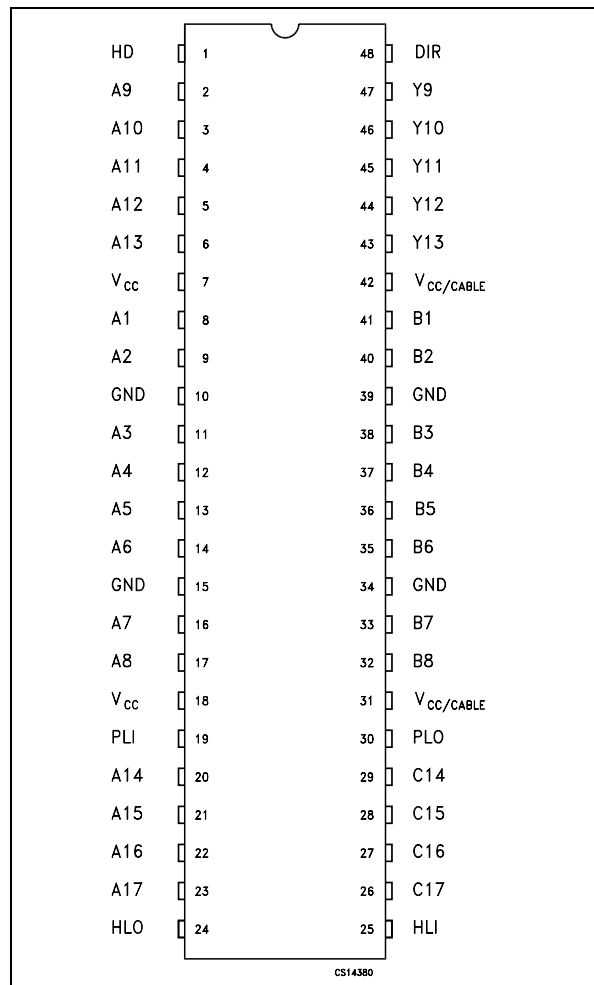 HD 1 48 DIR
A9 2 47 Y9
A10 3 46 Y10
A11 4 45 Y11
A12 5 44 Y12
A13 6 43 Y13
VCC 7 42 VCC/CABLE
A1 8 41 B1
A2 9 40 B2
GND 10 39 GND
A3 11 38 B3
A4 12 37 B4
A5 13 36 B5
A6 14 35 B6
GND 15 34 GND
A7 16 33 B7
A8 17 32 B8
VCC 18 31 VCC/CABLE
PLI 19 30 PLO
A14 20 29 C14
A15 21 28 C15
A16 22 27 C16
A17 23 26 C17
HLO 24 25 HLI
CS14380